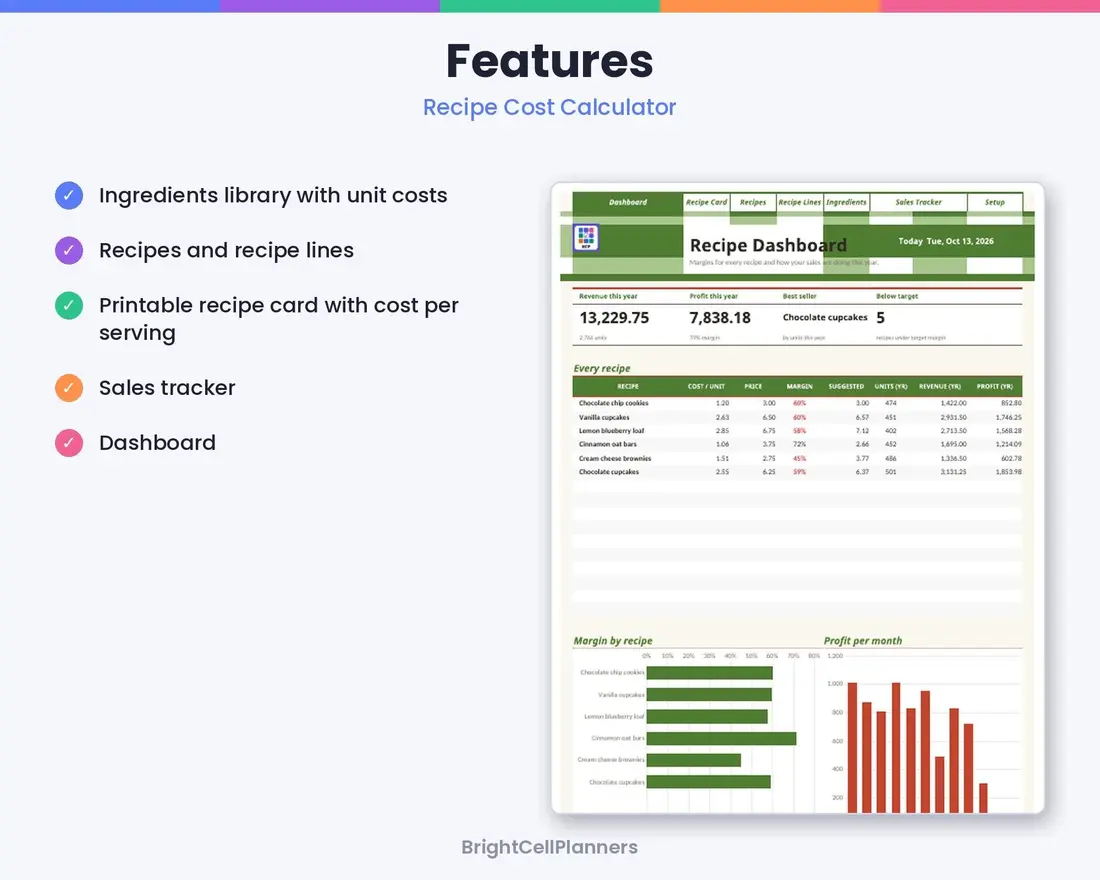 Features
Recipe Cost Calculator
✓ Ingredients library with unit costs
✓ Recipes and recipe lines
✓ Printable recipe card with cost per
serving
✓ Sales tracker
✓ Dashboard
Dashboard Recipe Card Recipes Recipe Lines Ingredients Sales Tracker Setup
BCP
Recipe Dashboard Today Tue, Oct 13, 2026
Margins for every recipe and how your sales are doing this year.
Revenue this year Profit this year Best seller Below target
13,229.75 7,838.18 Chocolate cupcakes 5
by units this year recipes under target margin
Every recipe
RECIPE COST / UNIT PRICE MARGIN SUGGESTED UNITS (YR) REVENUE (YR) PROFIT (YR)
Chocolate chip cookies 1.20 3.00 60% 3.00 474 1,422.00 852.80
Vanilla cupcakes 2.63 6.50 60% 6.57 451 2,931.50 1,746.25
Lemon blueberry loaf 2.85 6.75 58% 7.12 402 2,713.50 1,568.28
Cinnamon oat bars 1.06 3.75 72% 2.66 452 1,695.00 1,214.09
Cream cheese brownies 1.51 2.75 45% 3.77 486 1,336.50 602.78
Chocolate cupcakes 2.55 6.25 59% 6.37 501 3,131.25 1,853.98
Margin by recipe Profit per month
0% 10% 20% 30% 40% 50% 60% 70% 80%
Chocolate chip cookies
Vanilla cupcakes
Lemon blueberry loaf
Cinnamon oat bars
Cream cheese brownies
Chocolate cupcakes
1,200
1,000
800
600
400
200
BrightCellPlanners